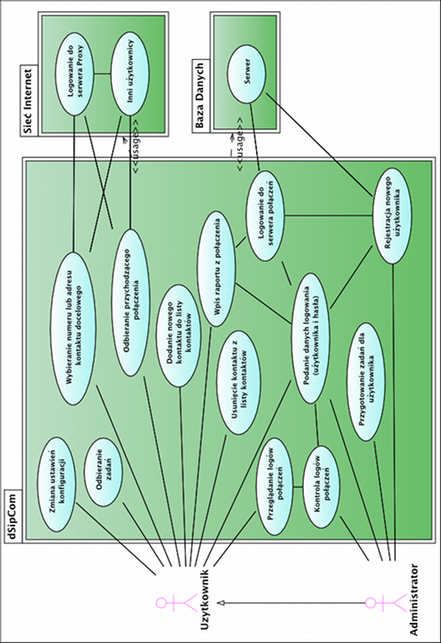 Sieć Internet
Logowanie do
serwera Proxy
Inni użytkownicy
Baza Danych
Serwer
<<usage>>
<<usage>>
dSipCom
Wybieranie numeru lub adresu
kontaktu docelowego
Odbieranie przychodzącego
połączenia
Dodanie nowego
kontaktu do listy
kontaktów
Wpis raportu z połączenia
Logowanie do
serwera połączeń
Rejestracja nowego
użytkownika
Zmiana ustawień
konfiguracji
Odbieranie
zadań
Usunięcie kontaktu z
listy kontaktów
Podanie danych logowania
(użytkownika i hasła)
Przygotowanie zadań dla
użytkownika
Przeglądanie logów
połączeń
Kontrola logów
połączeń
Uzytkownik
Administrator